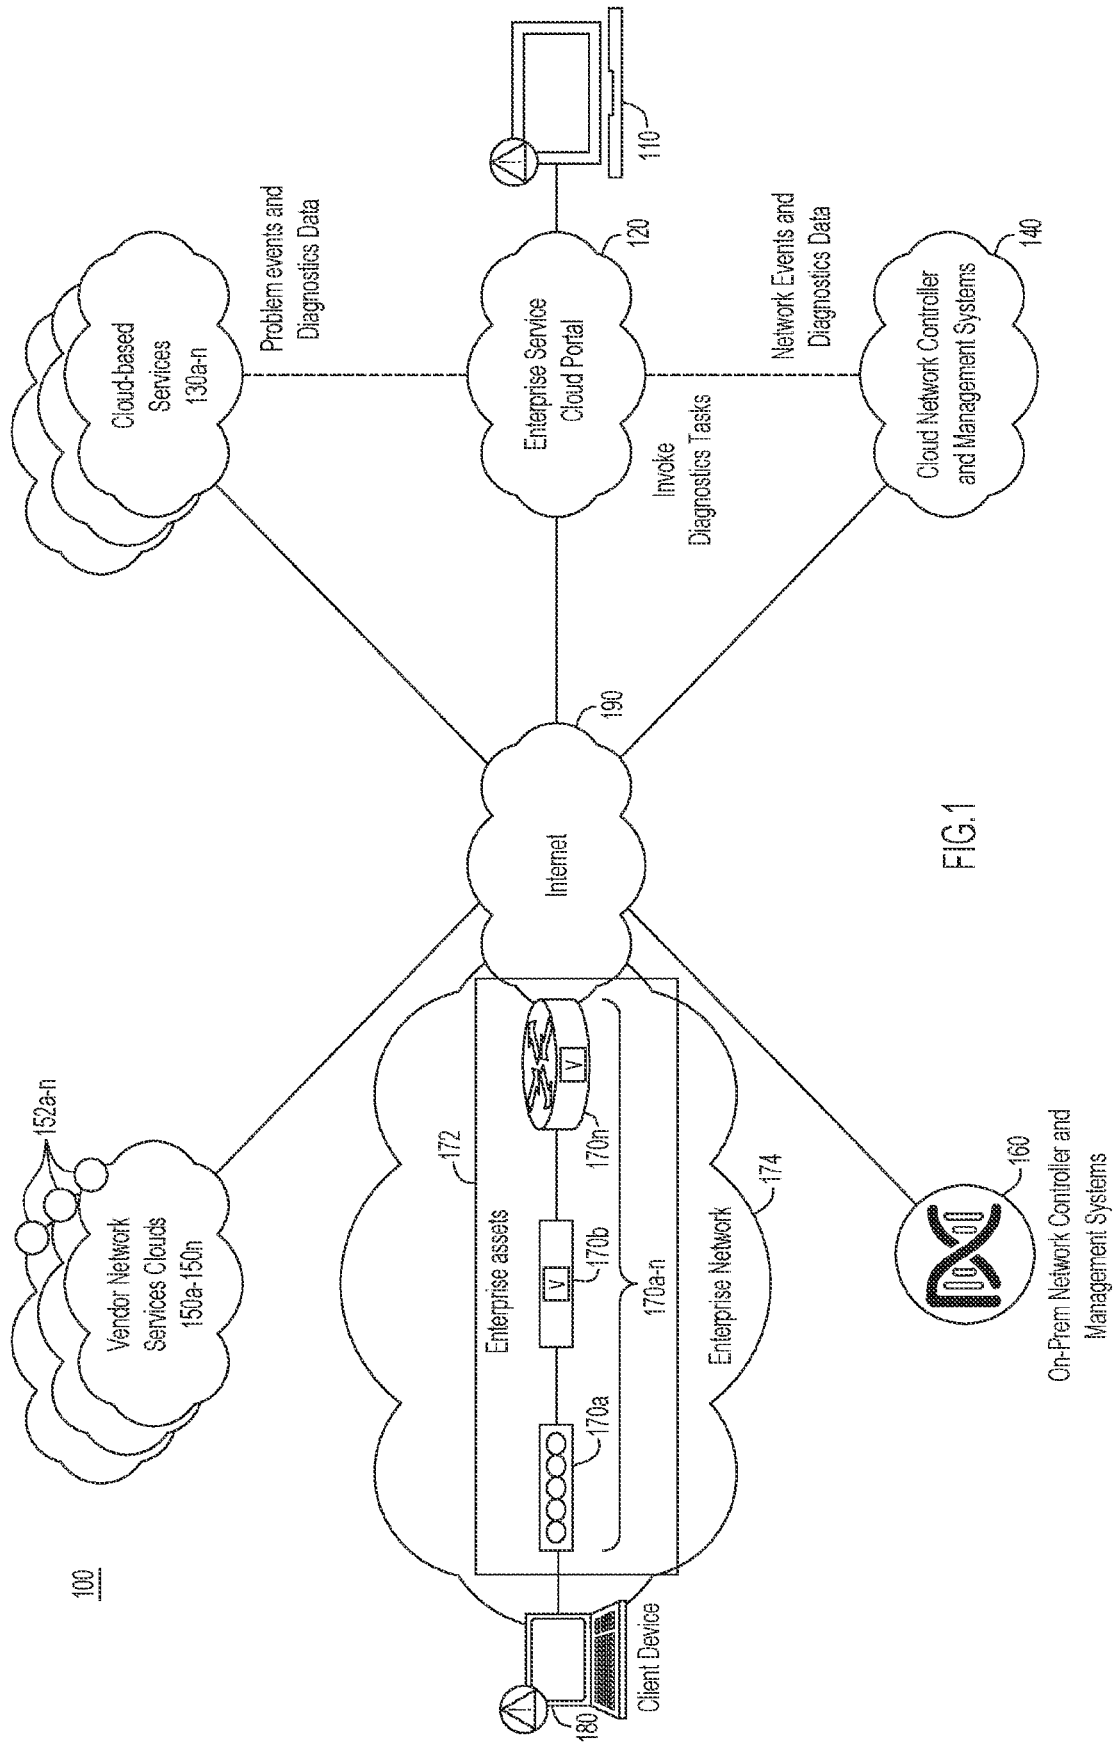 100
152a-n
Vendor Network
Services Clouds
150a-150n
Cloud-based
Services
130a-n
Problem events and
Diagnostics Data
172
Enterprise assets
V
V
170a
170b
170n
170a-n
Enterprise Network
174
180
Client Device
Internet
190
Enterprise Service
Cloud Portal
120
110
Invoke
Diagnostics Tasks
Network Events and
Diagnostics Data
160
On-Prem Network Controller and
Management Systems
Cloud Network Controller
and Management Systems
140
FIG.1